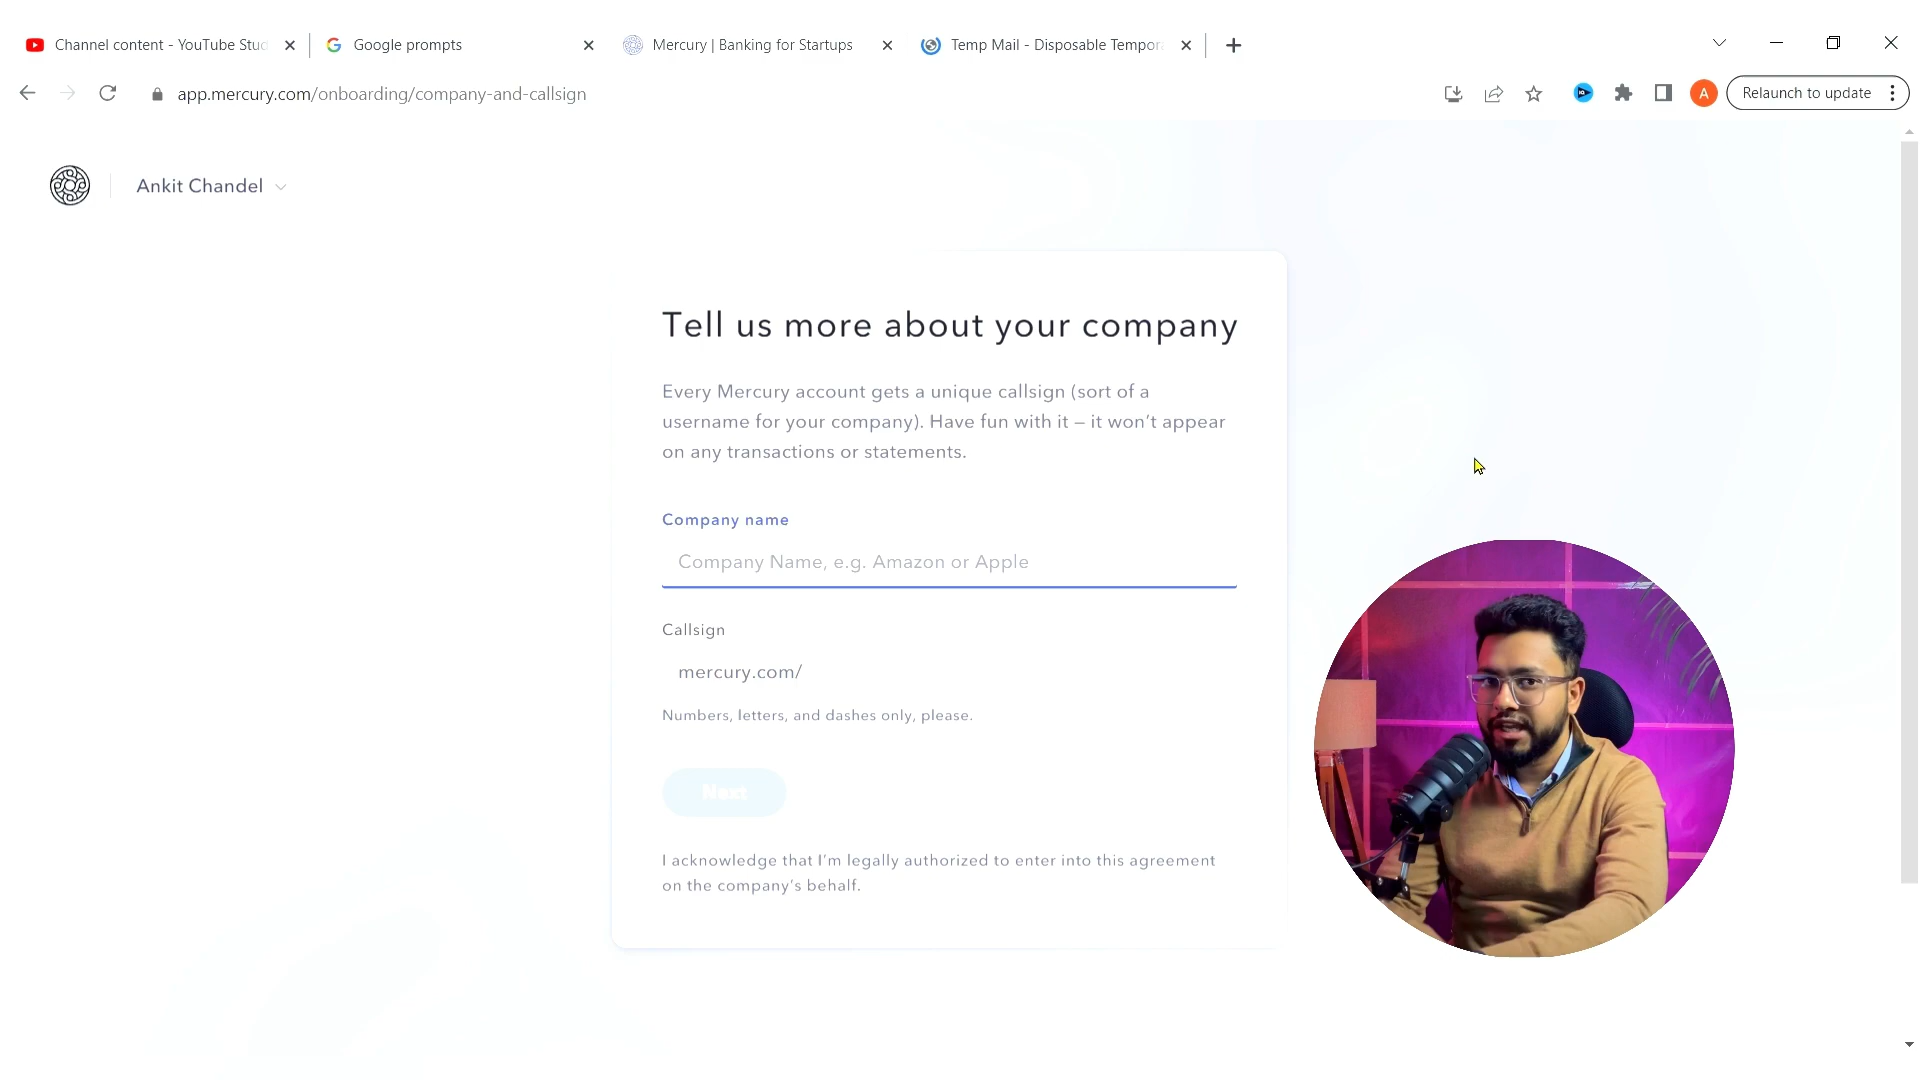 Channel content - YouTube Stud
Google prompts
Mercury | Banking for Startups
Temp Mail - Disposable Tempora
app.mercury.com/onboarding/company-and-callsign
A
Relaunch to update
Ankit Chandel
Tell us more about your company
Every Mercury account gets a unique callsign (sort of a
username for your company). Have fun with it – it won't appear
on any transactions or statements.
Company name
Company Name, e.g. Amazon or Apple
Callsign
mercury.com/
Numbers, letters, and dashes only, please.
Next
I acknowledge that I'm legally authorized to enter into this agreement
on the company's behalf.